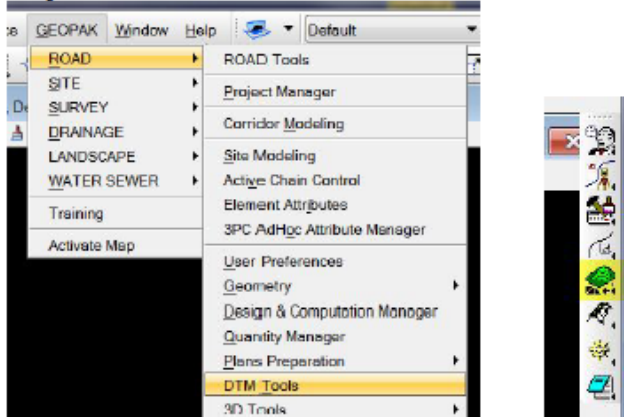 GEOPAK Window Help Default
ROAD
SITE
SURVEY
DRAINAGE
LANDSCAPE
WATER SEWER
Training
Activate Map
ROAD Tools
Project Manager
Corridor Modeling
Site Modeling
Active Chain Control
Element Attributes
3PC AdHoc Attribute Manager
User Preferences
Geometry
Design & Computation Manager
Quantity Manager
Plans Preparation
DTM Tools
3D Tools